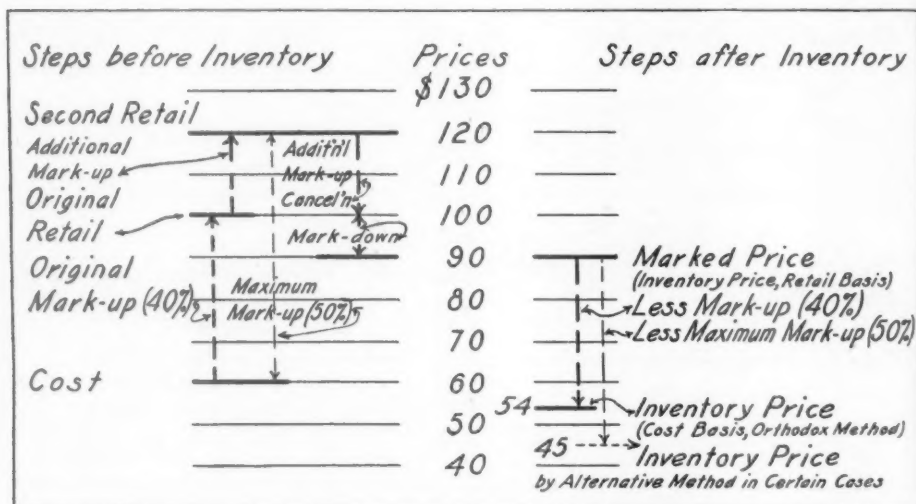 Steps before Inventory
Prices
Steps after Inventory
$130
Second Retail
120
Additional
Mark-up
Addit'n'l
Mark-up
Cancel'n
110
Original
Retail
100
Mark-down
90
Marked Price
(Inventory Price, Retail Basis)
Original
Mark-up (40%)
Maximum
Mark-up (50%)
80
Less Mark-up (40%)
Less Maximum Mark-up (50%)
70
Cost
60
54
Inventory Price
(Cost Basis, Orthodox Method)
50
45
Inventory Price
by Alternative Method in Certain Cases
40